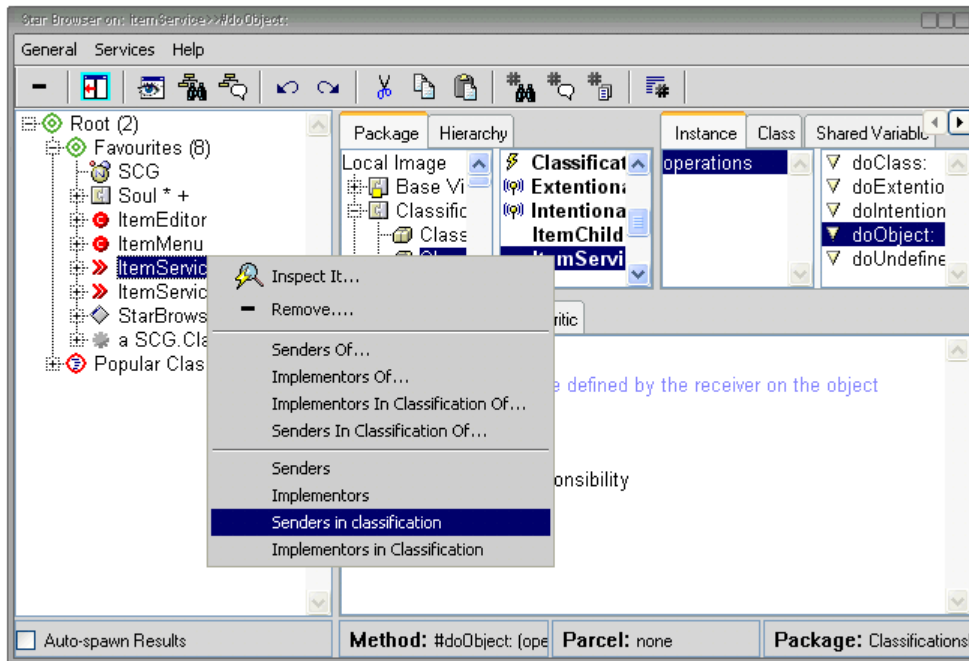 Star Browser on: ItemService>>#doObject:
General Services Help
Root (2)
Favourites (8)
SCG
Soul * +
ItemEditor
ItemMenu
ItemServic
ItemServic
StarBrows
a SCG.Cla
Popular Clas
Package Hierarchy
Local Image
Base Vi
Classific
Class
Classificat
Extentiona
Intentiona
ItemChild
mServi
Instance Class Shared Variable
operations
doClass:
doExtentio
doIntention
doObject:
doUndefine
Inspect It...
Remove....
Senders Of...
Implementors Of...
Implementors In Classification Of...
Senders In Classification Of...
Senders
Implementors
Senders in classification
Implementors in Classification
ritic
defined by the receiver on the object
onsibility
Auto-spawn Results
Method: #doObject: (ope
Parcel: none
Package: Classifications